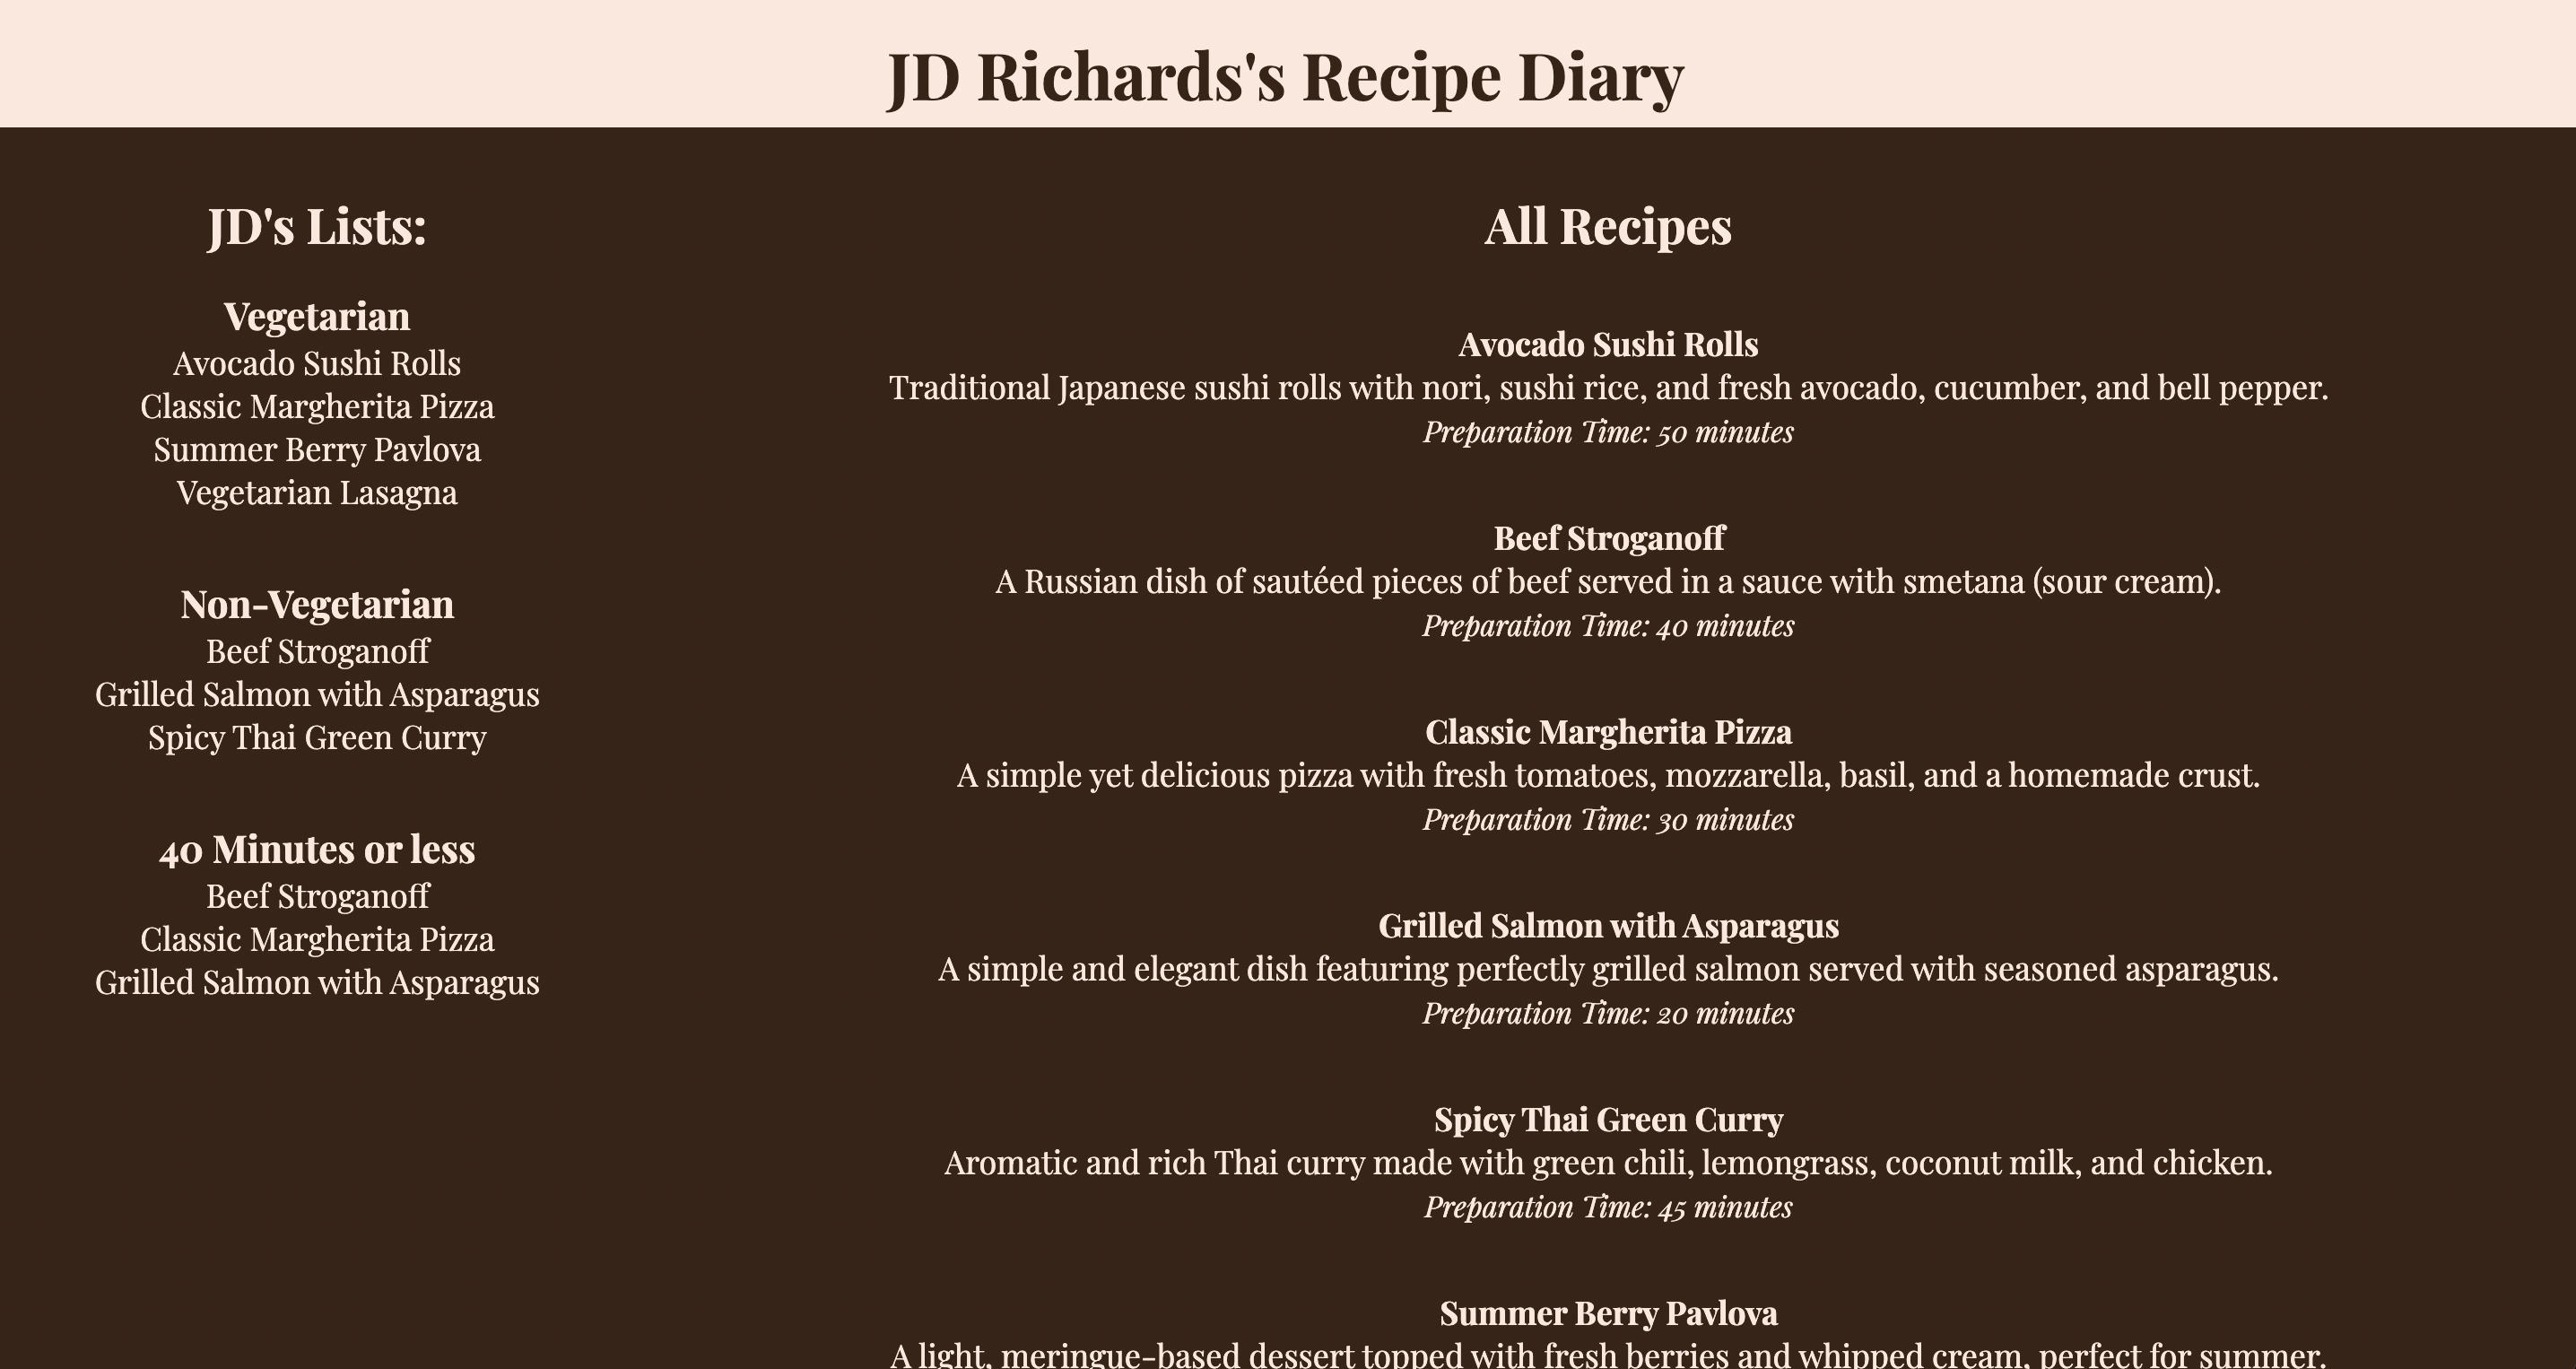 JD Richards's Recipe Diary
JD's Lists:
Vegetarian
Avocado Sushi Rolls
Classic Margherita Pizza
Summer Berry Pavlova
Vegetarian Lasagna
Non-Vegetarian
Beef Stroganoff
Grilled Salmon with Asparagus
Spicy Thai Green Curry
40 Minutes or less
Beef Stroganoff
Classic Margherita Pizza
Grilled Salmon with Asparagus
All Recipes
Avocado Sushi Rolls
Traditional Japanese sushi rolls with nori, sushi rice, and fresh avocado, cucumber, and bell pepper.
Preparation Time: 50 minutes
Beef Stroganoff
A Russian dish of sautéed pieces of beef served in a sauce with smetana (sour cream).
Preparation Time: 40 minutes
Classic Margherita Pizza
A simple yet delicious pizza with fresh tomatoes, mozzarella, basil, and a homemade crust.
Preparation Time: 30 minutes
Grilled Salmon with Asparagus
A simple and elegant dish featuring perfectly grilled salmon served with seasoned asparagus.
Preparation Time: 20 minutes
Spicy Thai Green Curry
Aromatic and rich Thai curry made with green chili, lemongrass, coconut milk, and chicken.
Preparation Time: 45 minutes
Summer Berry Pavlova
A light, meringue-based dessert topped with fresh berries and whipped cream, perfect for summer.